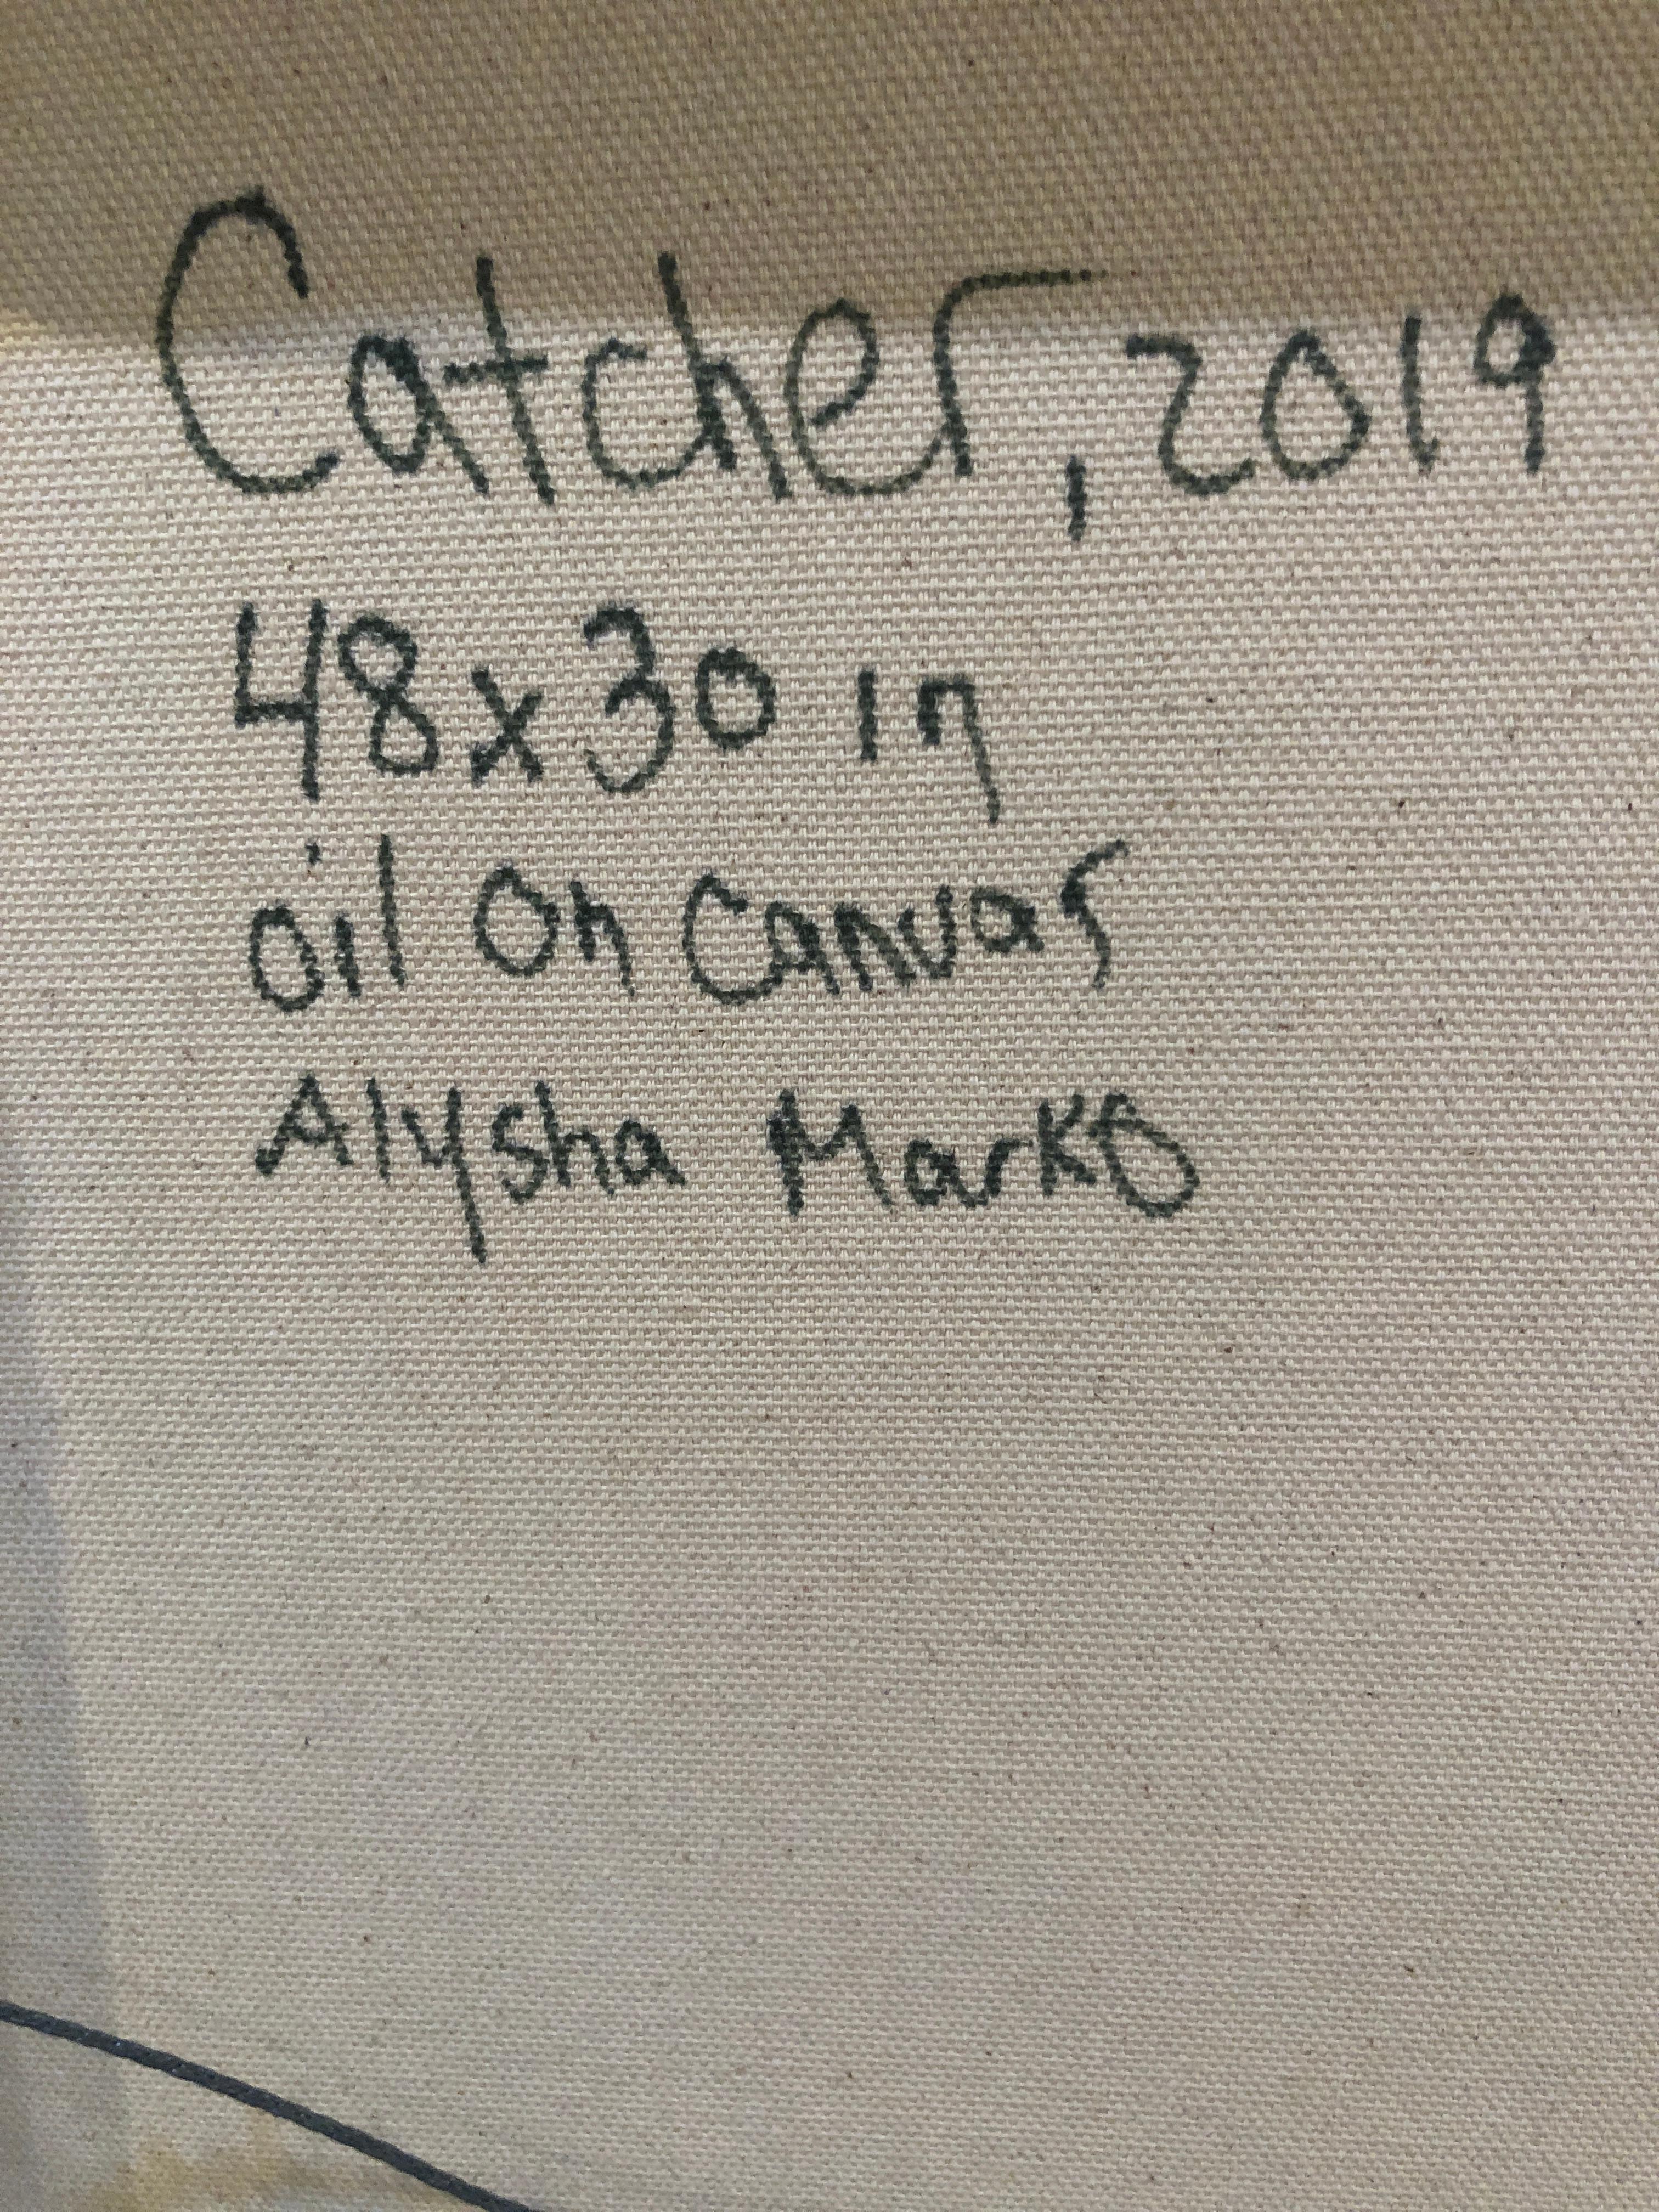 Catcher, 2019
48x30 in
oil on canvas
Alysha Marko